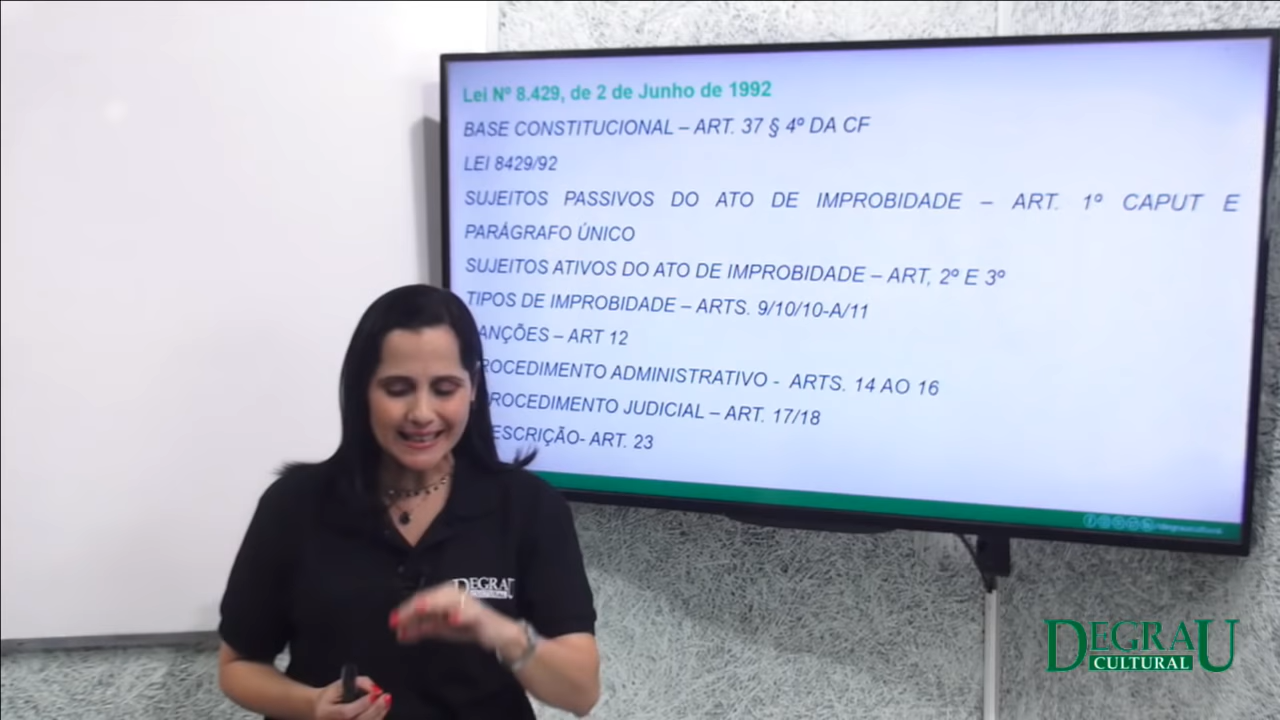 Lei Nº 8.429, de 2 de Junho de 1992
BASE CONSTITUCIONAL – ART. 37 § 4º DA CF
LEI 8429/92
SUJEITOS PASSIVOS DO ATO DE IMPROBIDADE – ART. 1º CAPUT E
PARÁGRAFO ÚNICO
SUJEITOS ATIVOS DO ATO DE IMPROBIDADE – ART, 2º E 3º
TIPOS DE IMPROBIDADE – ARTS. 9/10/10-A/11
ANÇÕES – ART 12
ROCEDIMENTO ADMINISTRATIVO - ARTS. 14 AO 16
ROCEDIMENTO JUDICIAL – ART. 17/18
ESCRIÇÃO- ART. 23
DEGRAU
DEGRAU
CULTURAL